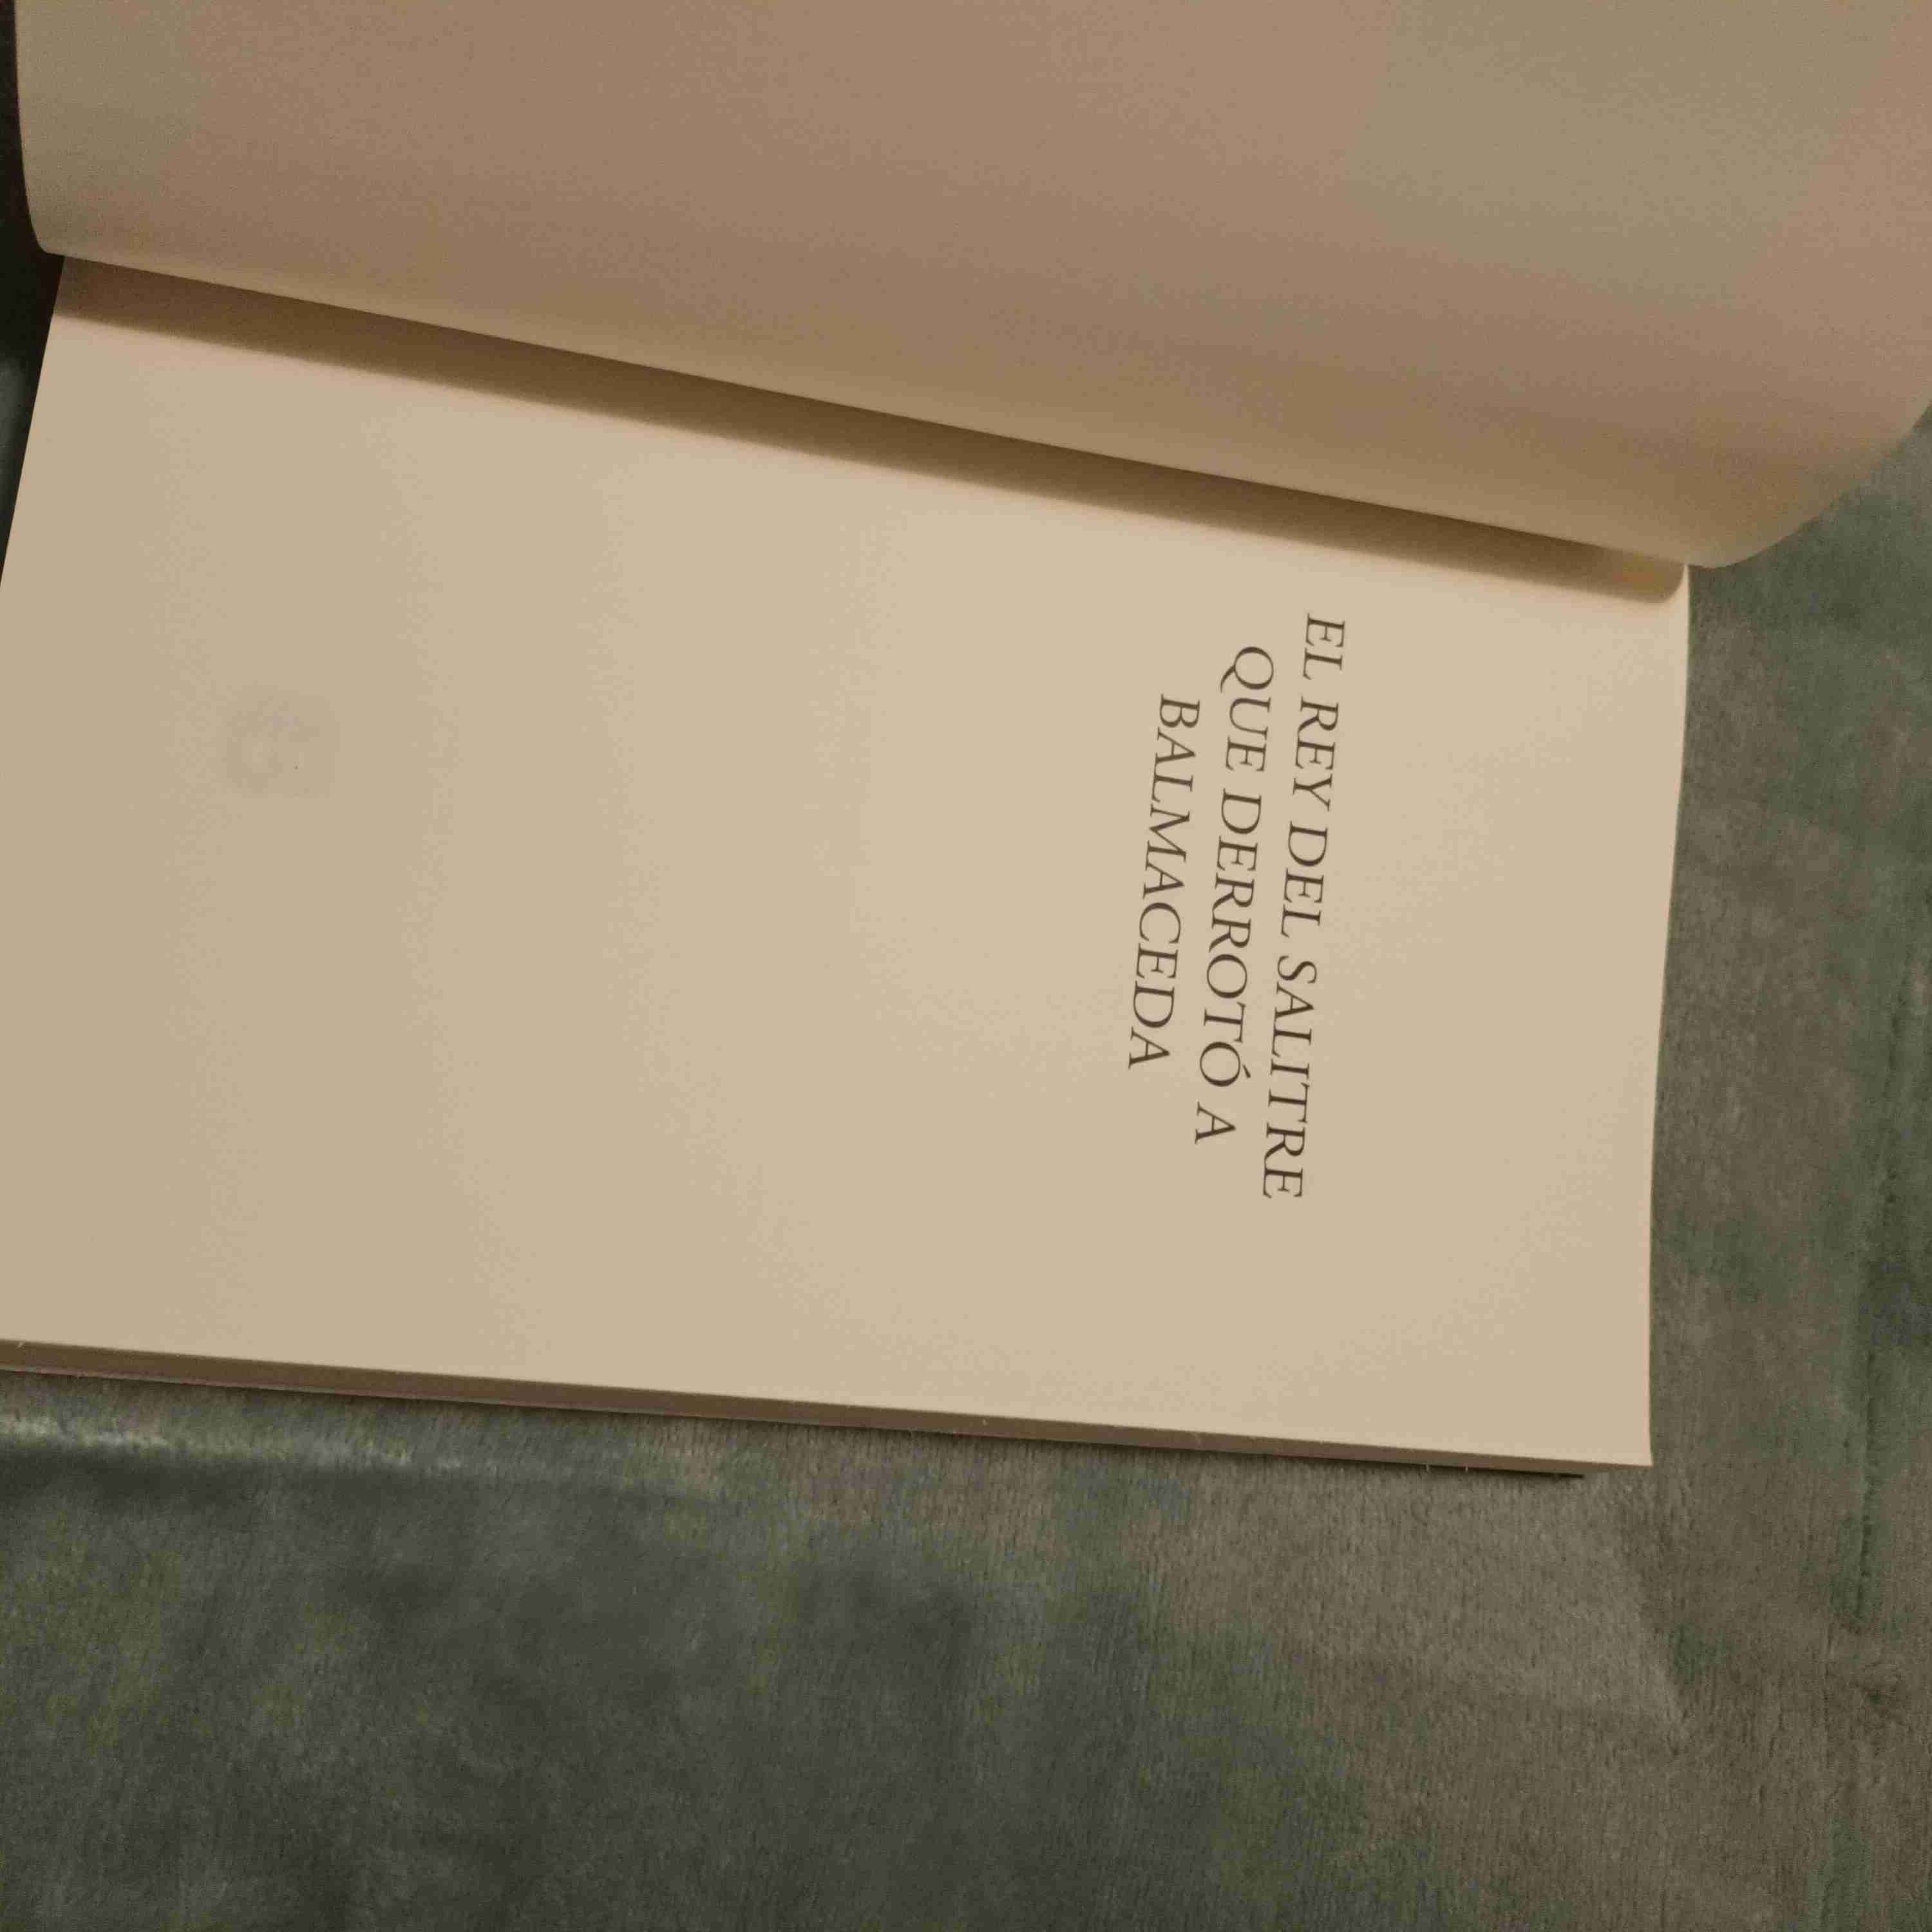 EL REY DEL SALITRE
QUE DERROTÓ A
BALMACEDA